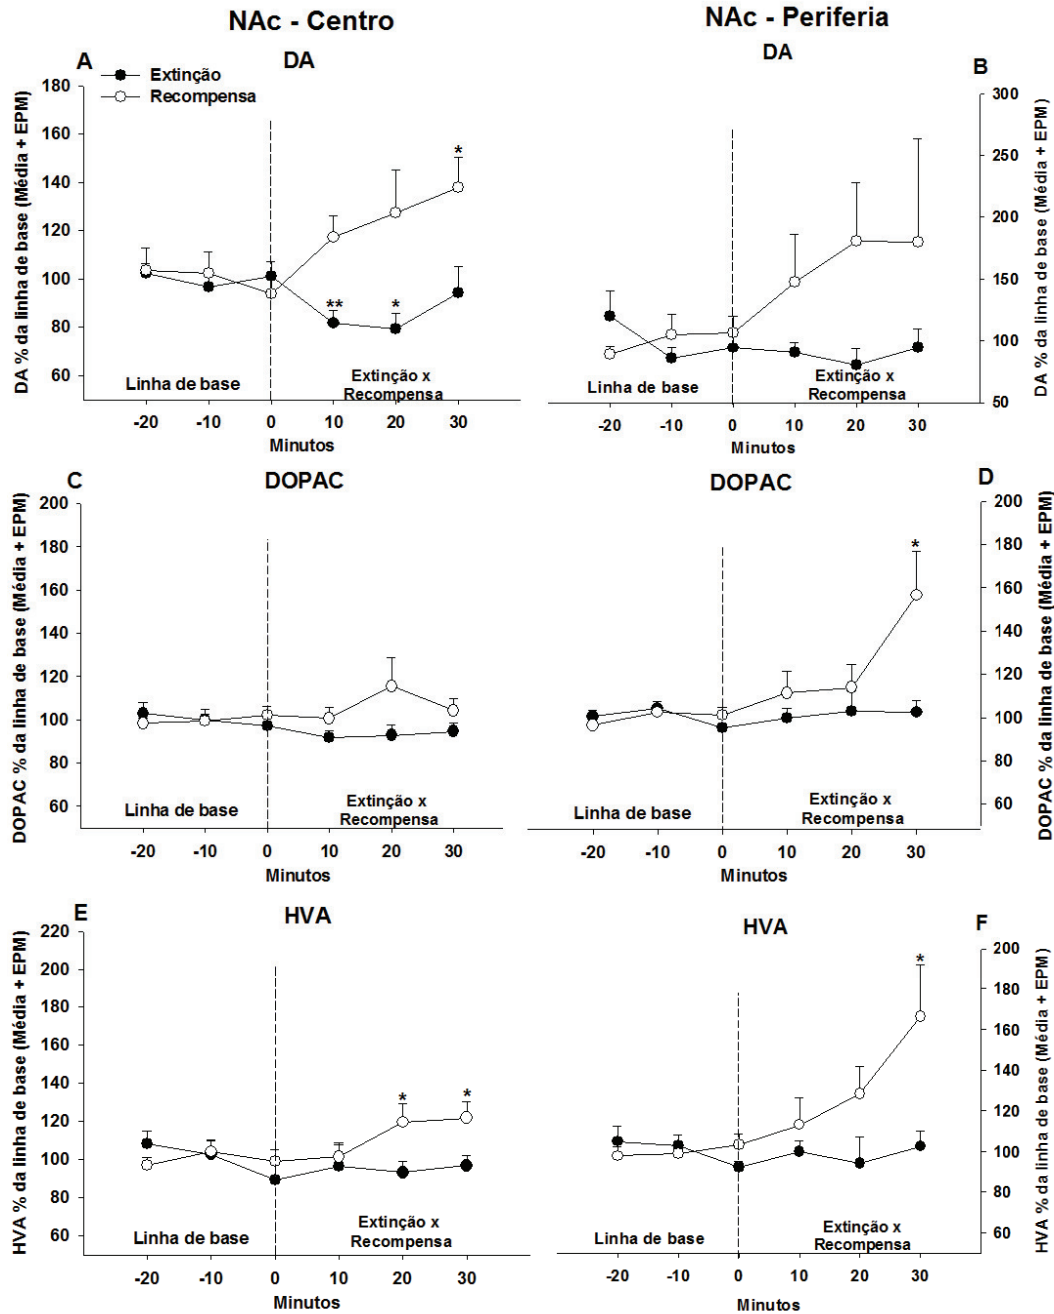 NAc - Centro
NAc - Periferia
A
DA
Extinção
Recompensa
DA % da linha de base (Média + EPM)
180
160
140
120
100
80
60
*
**
*
Linha de base
Extinção x
Recompensa
-20 -10 0 10 20 30
Minutos
DA
B
DA % da linha de base (Média + EPM)
300
250
200
150
100
50
Linha de base
Extinção x
Recompensa
-20 -10 0 10 20 30
Minutos
C
DOPAC
DOPAC % da linha de base (Média + EPM)
200
180
160
140
120
100
80
60
Linha de base
Extinção x
Recompensa
-20 -10 0 10 20 30
Minutos
DOPAC
D
DOPAC % da linha de base (Média + EPM)
200
180
160
140
120
100
80
60
*
Linha de base
Extinção x
Recompensa
-20 -10 0 10 20 30
Minutos
E
HVA
HVA % da linha de base (Média + EPM)
220
200
180
160
140
120
100
80
60
*
*
Linha de base
Extinção x
Recompensa
-20 -10 0 10 20 30
Minutos
HVA
F
HVA % da linha de base (Média + EPM)
200
180
160
140
120
100
80
60
*
Linha de base
Extinção x
Recompensa
-20 -10 0 10 20 30
Minutos